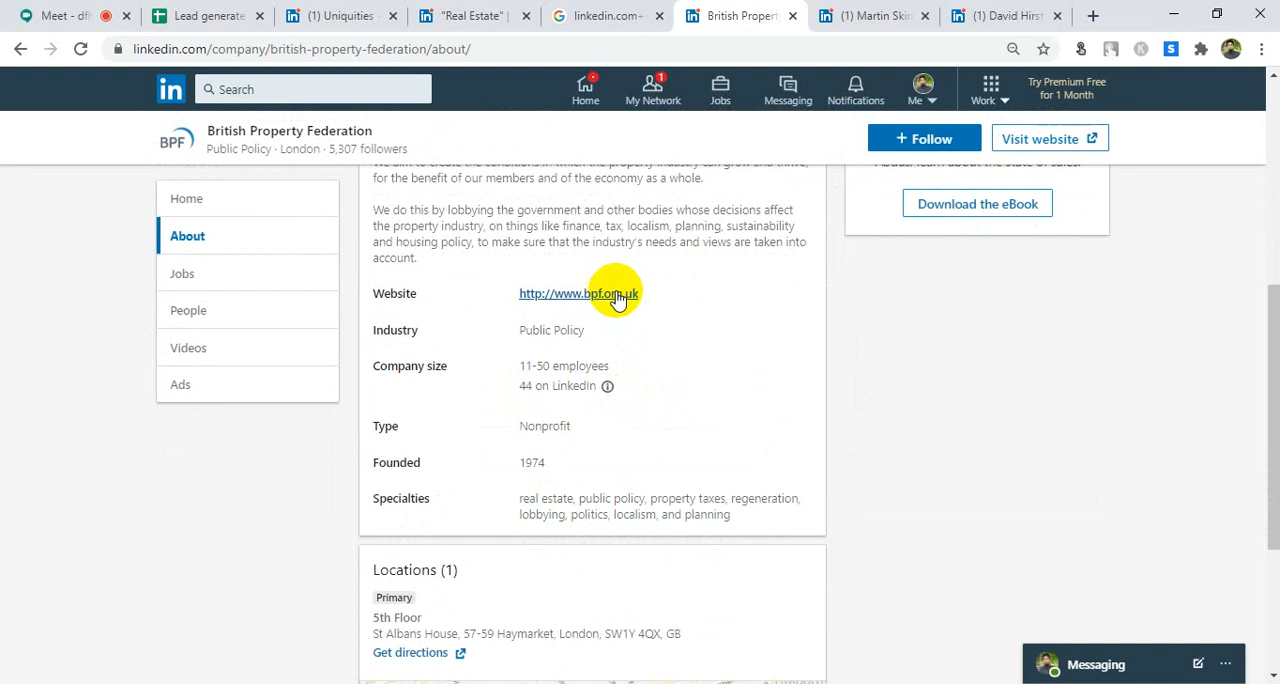 Meet - dfh
Lead generate
(1) Uniquities
"Real Estate"
linkedin.com
British Propert
(1) Martin Skin
(1) David Hirst
linkedin.com/company/british-property-federation/about/
Search
Home
My Network
1
Jobs
Messaging
Notifications
Me
Work
Try Premium Free
for 1 Month
BPF
British Property Federation
Public Policy · London · 5,307 followers
+ Follow
Visit website
Home
About
Jobs
People
Videos
Ads
for the benefit of our members and of the economy as a whole.
We do this by lobbying the government and other bodies whose decisions affect
the property industry, on things like finance, tax, localism, planning, sustainability
and housing policy, to make sure that the industry's needs and views are taken into
account.
Website
http://www.bpf.org.uk
Industry
Public Policy
Company size
11-50 employees
44 on LinkedIn
Type
Nonprofit
Founded
1974
Specialties
real estate, public policy, property taxes, regeneration,
lobbying, politics, localism, and planning
Locations (1)
Primary
5th Floor
St Albans House, 57-59 Haymarket, London, SW1Y 4QX, GB
Get directions
Download the eBook
Messaging